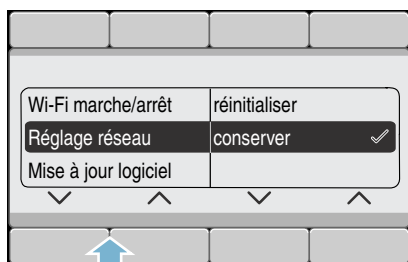 Wi-Fi marche/arrêt réinitialiser
Réglage réseau conserver
Mise à jour logiciel